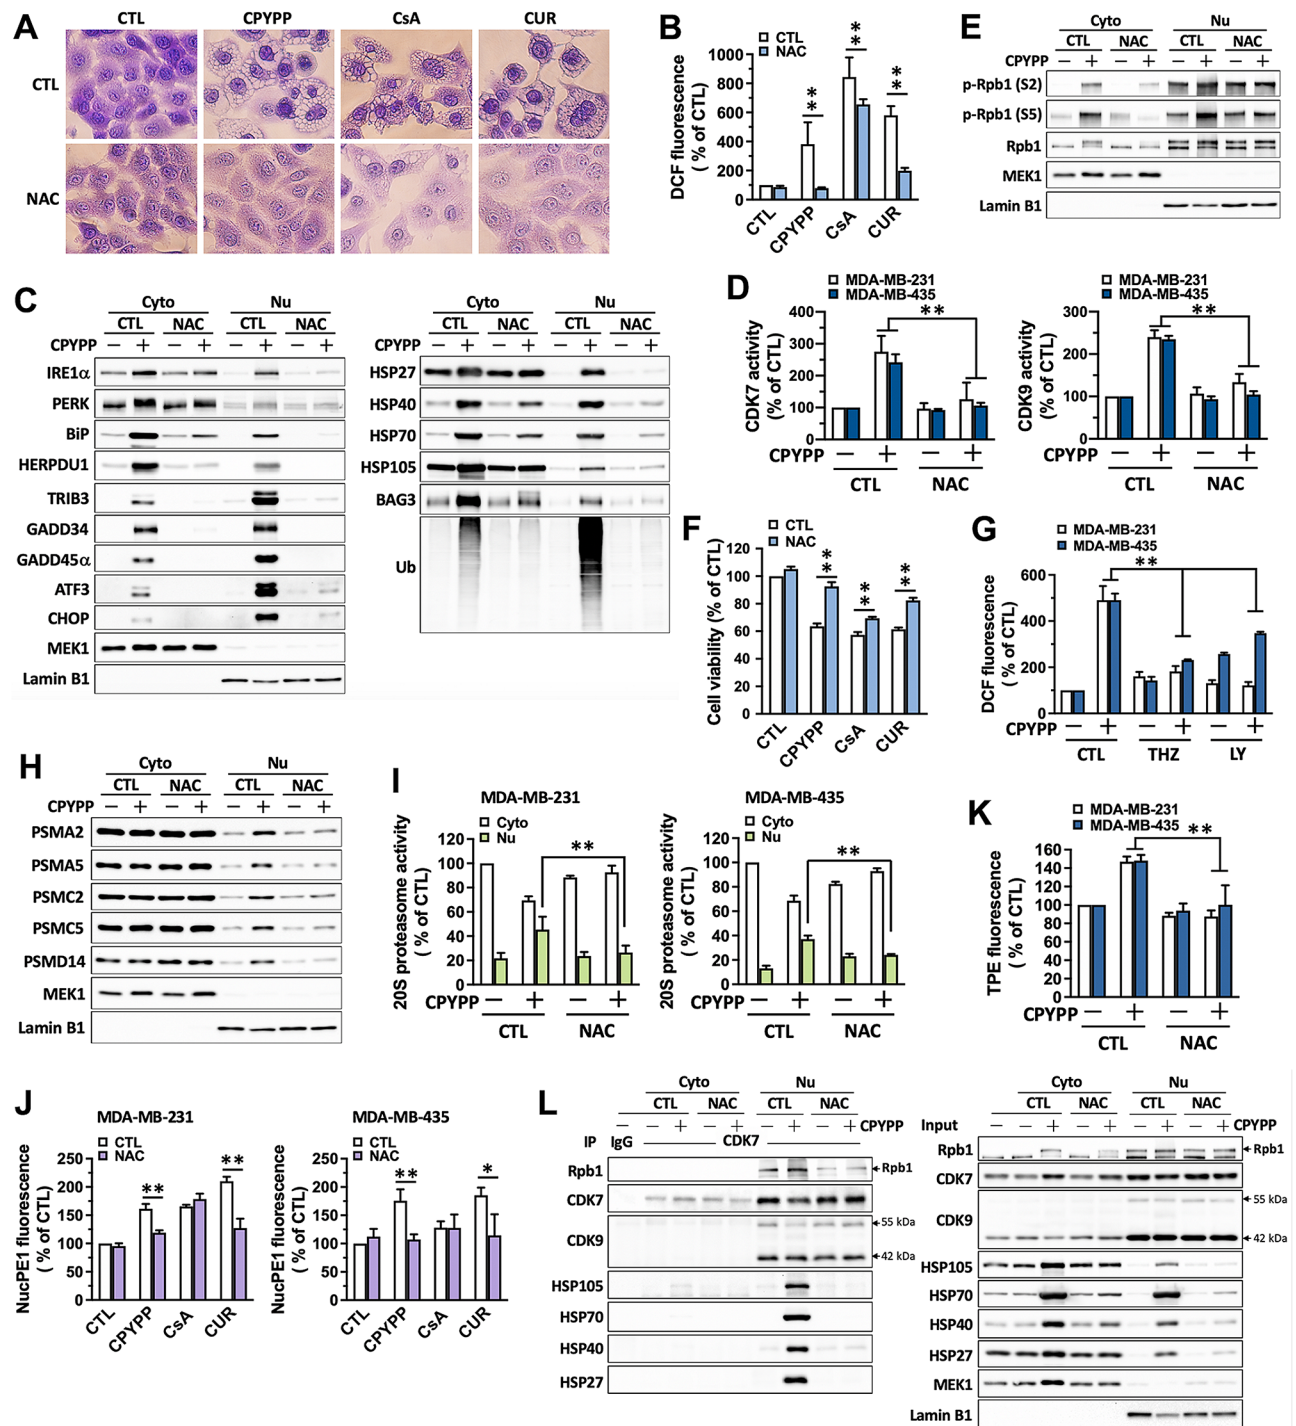 A
CTL CPYPP CsA CUR
CTL
NAC
B
CTL
NAC
DCF fluorescence
( % of CTL)
1000
800
600
400
200
0
**
**
**
CTL CPYPP CsA CUR
E
Cyto Nu
CTL NAC CTL NAC
CPYPP − + − + − + − +
p-Rpb1 (S2)
p-Rpb1 (S5)
Rpb1
MEK1
Lamin B1
C
Cyto Nu
CTL NAC CTL NAC
CPYPP − + − + − + − +
IRE1α
PERK
BiP
HERPDU1
TRIB3
GADD34
GADD45α
ATF3
CHOP
MEK1
Lamin B1
Cyto Nu
CTL NAC CTL NAC
− + − + − + − +
HSP27
HSP40
HSP70
HSP105
BAG3
Ub
D
MDA-MB-231
MDA-MB-435
CDK7 activity
(% of CTL)
400
300
200
100
0
**
CPYPP − + − +
CTL NAC
MDA-MB-231
MDA-MB-435
CDK9 activity
(% of CTL)
300
200
100
0
**
CPYPP − + − +
CTL NAC
F
CTL
NAC
Cell viability (% of CTL)
120
100
80
60
40
20
0
**
**
**
CTL CPYPP CsA CUR
G
MDA-MB-231
MDA-MB-435
DCF fluorescence
( % of CTL)
600
400
200
0
**
CPYPP − + − + − +
CTL THZ LY
H
Cyto Nu
CTL NAC CTL NAC
CPYPP − + − + − + − +
PSMA2
PSMA5
PSMC2
PSMC5
PSMD14
MEK1
Lamin B1
I
MDA-MB-231
Cyto
Nu
20S proteasome activity
( % of CTL)
120
100
80
60
40
20
0
**
CPYPP − + − +
CTL NAC
MDA-MB-435
Cyto
Nu
20S proteasome activity
( % of CTL)
120
100
80
60
40
20
0
**
CPYPP − + − +
CTL NAC
K
MDA-MB-231
MDA-MB-435
TPE fluorescence
( % of CTL)
160
140
120
100
80
60
40
20
0
**
CPYPP − + − +
CTL NAC
J
MDA-MB-231
CTL
NAC
NucPE1 fluorescence
( % of CTL)
250
200
150
100
50
0
**
**
CTL CPYPP CsA CUR
MDA-MB-435
CTL
NAC
NucPE1 fluorescence
( % of CTL)
250
200
150
100
50
0
**
*
CTL CPYPP CsA CUR
L
Cyto Nu
CTL NAC CTL NAC
− − + − + − + − + CPYPP
IP IgG CDK7
Rpb1 Rpb1
CDK7
CDK9 55 kDa
42 kDa
HSP105
HSP70
HSP40
HSP27
Cyto Nu
CTL NAC CTL NAC
Input − − + − + − + − + CPYPP
Rpb1 Rpb1
CDK7
CDK9 55 kDa
42 kDa
HSP105
HSP70
HSP40
HSP27
MEK1
Lamin B1